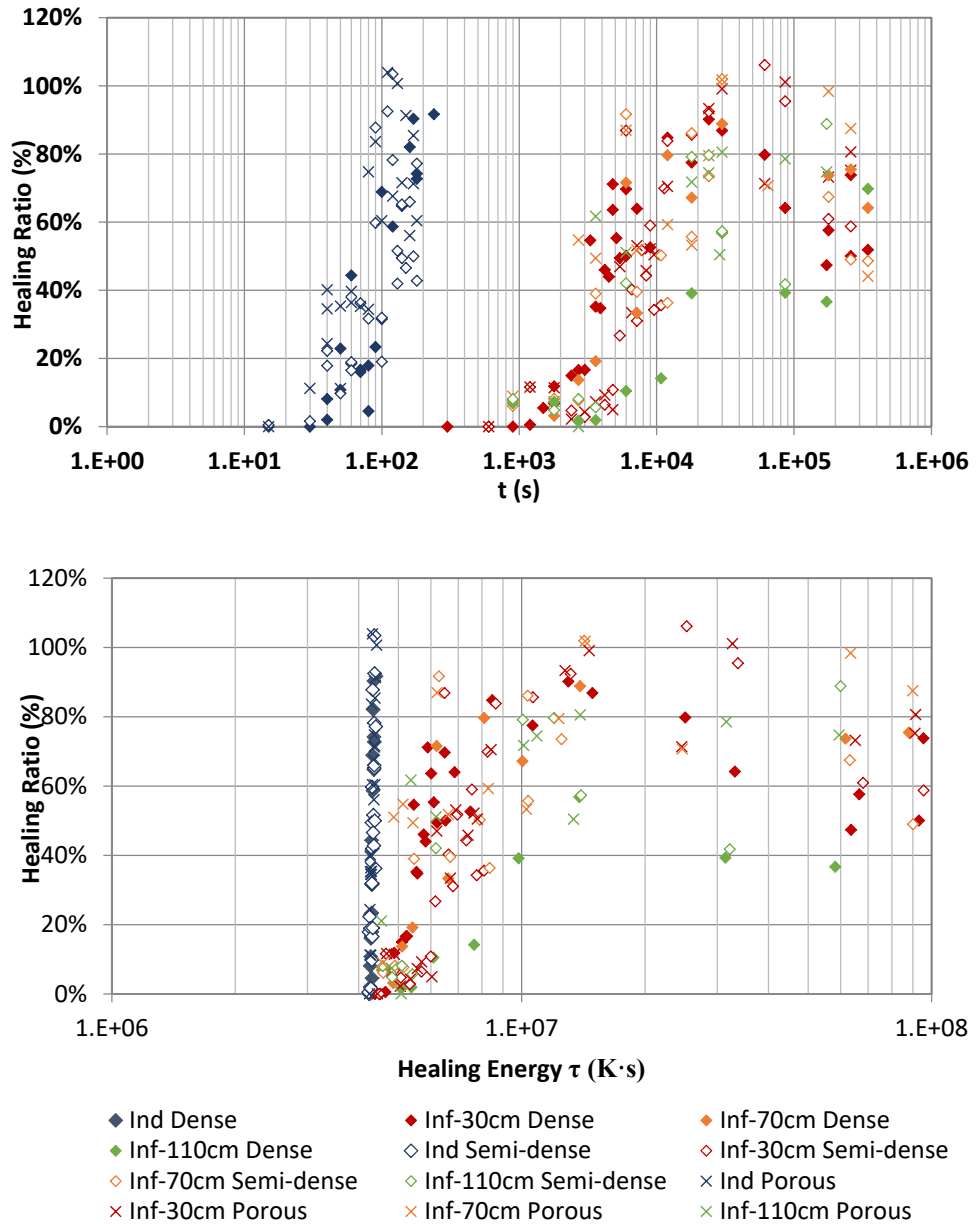 120%
100%
80%
60%
40%
20%
0%
Healing Ratio (%)
1.E+00 1.E+01 1.E+02 1.E+03 1.E+04 1.E+05 1.E+06
t (s)
120%
100%
80%
60%
40%
20%
0%
Healing Ratio (%)
1.E+06 1.E+07 1.E+08
Healing Energy τ (K·s)
Ind Dense Inf-30cm Dense Inf-70cm Dense
Inf-110cm Dense Ind Semi-dense Inf-30cm Semi-dense
Inf-70cm Semi-dense Inf-110cm Semi-dense Ind Porous
Inf-30cm Porous Inf-70cm Porous Inf-110cm Porous